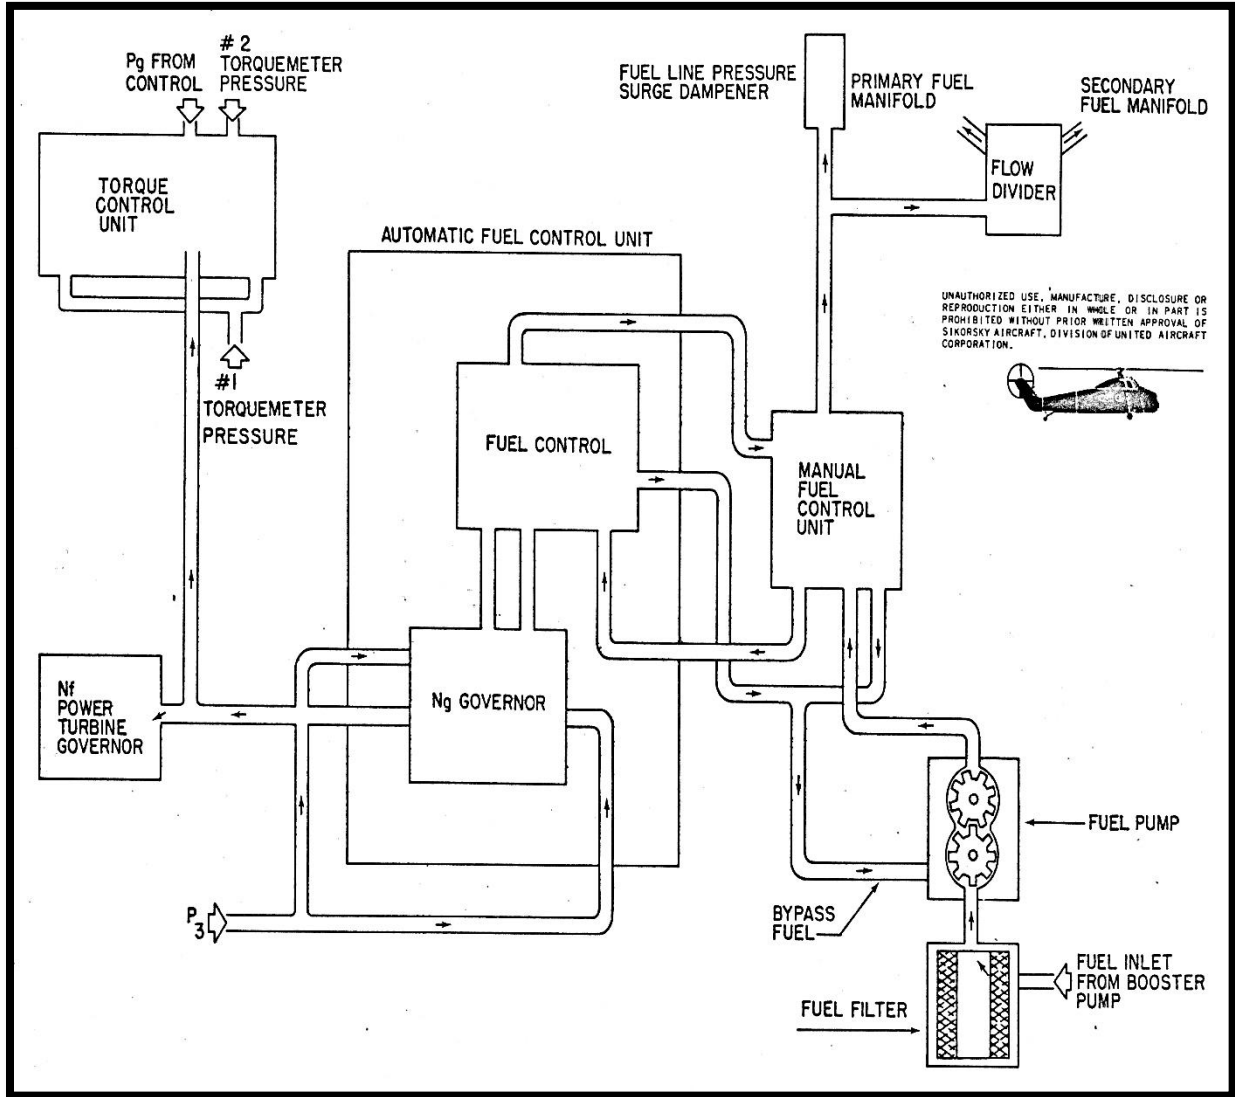 Pg FROM
CONTROL
#2
TORQUEMETER
PRESSURE
TORQUE
CONTROL
UNIT
#1
TORQUEMETER
PRESSURE
AUTOMATIC FUEL CONTROL UNIT
FUEL LINE PRESSURE
SURGE DAMPENER
PRIMARY FUEL
MANIFOLD
SECONDARY
FUEL MANIFOLD
FLOW
DIVIDER
UNAUTHORIZED USE, MANUFACTURE, DISCLOSURE OR
REPRODUCTION EITHER IN WHOLE OR IN PART IS
PROHIBITED WITHOUT PRIOR WRITTEN APPROVAL OF
SIKORSKY AIRCRAFT, DIVISION OF UNITED AIRCRAFT
CORPORATION.
FUEL CONTROL
MANUAL
FUEL
CONTROL
UNIT
Nf
POWER
TURBINE
GOVERNOR
Ng GOVERNOR
FUEL PUMP
P3
BYPASS
FUEL
FUEL INLET
FROM BOOSTER
PUMP
FUEL FILTER